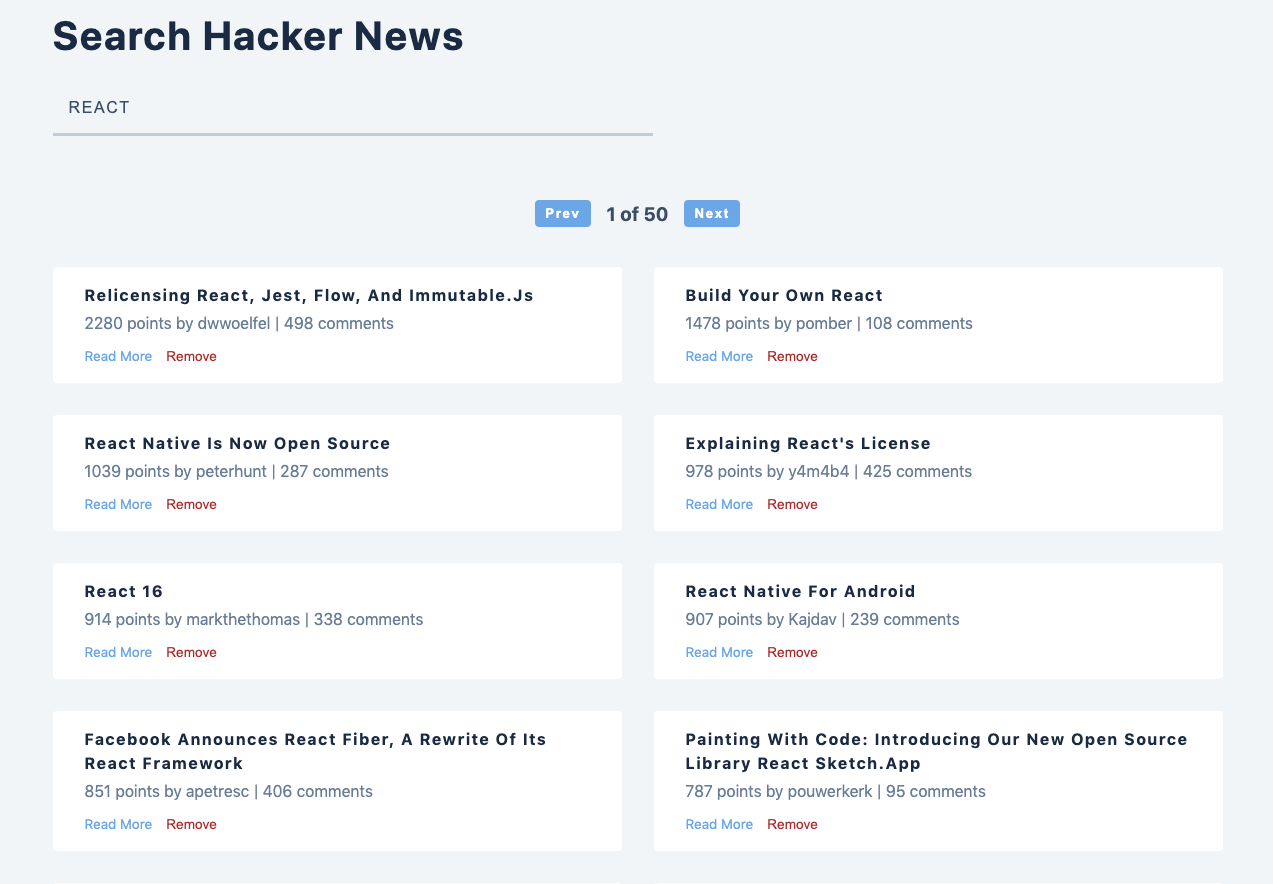 Search Hacker News
REACT
Prev 1 of 50 Next
Relicensing React, Jest, Flow, And Immutable.Js
2280 points by dwwoelfel | 498 comments
Read More Remove
Build Your Own React
1478 points by pomber | 108 comments
Read More Remove
React Native Is Now Open Source
1039 points by peterhunt | 287 comments
Read More Remove
Explaining React's License
978 points by y4m4b4 | 425 comments
Read More Remove
React 16
914 points by markthethomas | 338 comments
Read More Remove
React Native For Android
907 points by Kajdav | 239 comments
Read More Remove
Facebook Announces React Fiber, A Rewrite Of Its
React Framework
851 points by apetresc | 406 comments
Read More Remove
Painting With Code: Introducing Our New Open Source
Library React Sketch.App
787 points by pouwerkerk | 95 comments
Read More Remove